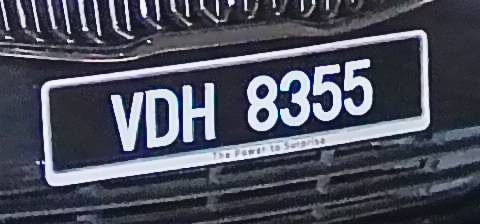 VDH 8355
The Power to Surprise